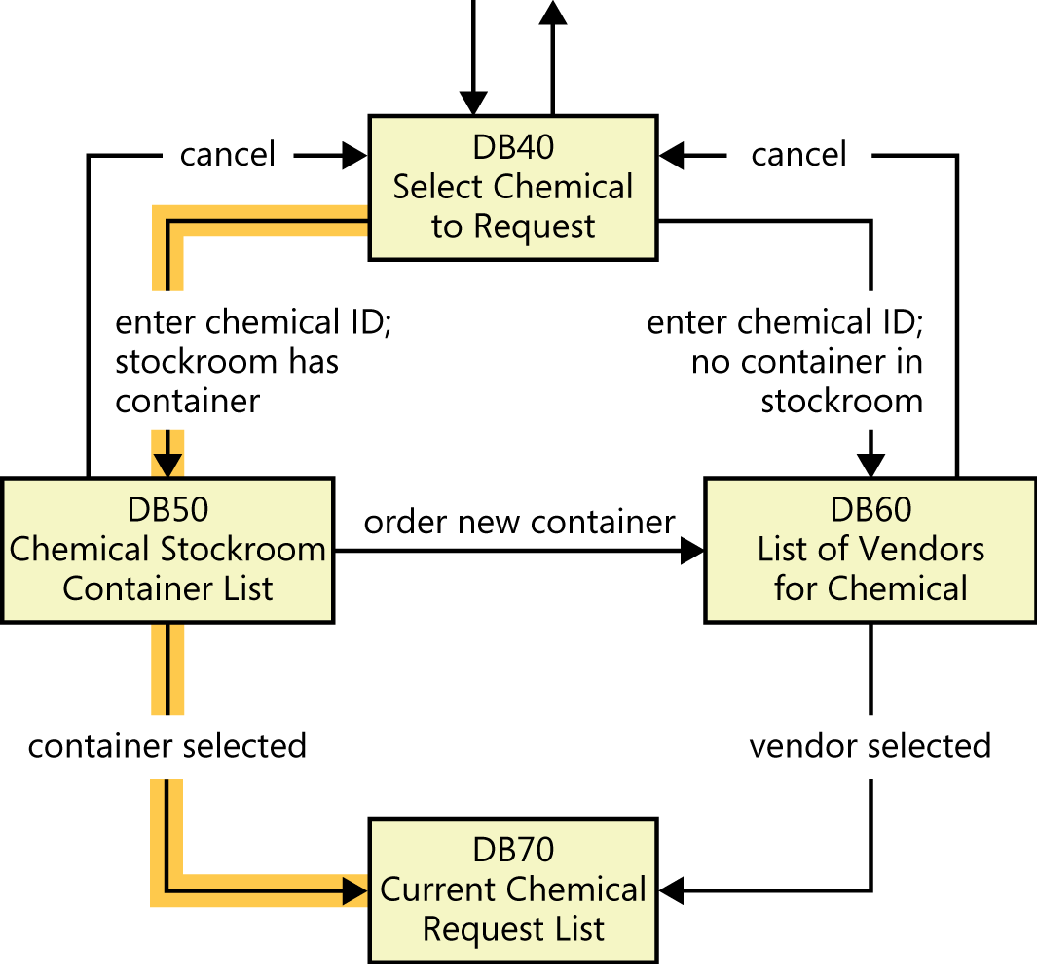 DB40
Select Chemical
to Request
cancel
cancel
enter chemical ID;
stockroom has
container
enter chemical ID;
no container in
stockroom
DB50
Chemical Stockroom
Container List
order new container
DB60
List of Vendors
for Chemical
container selected
vendor selected
DB70
Current Chemical
Request List